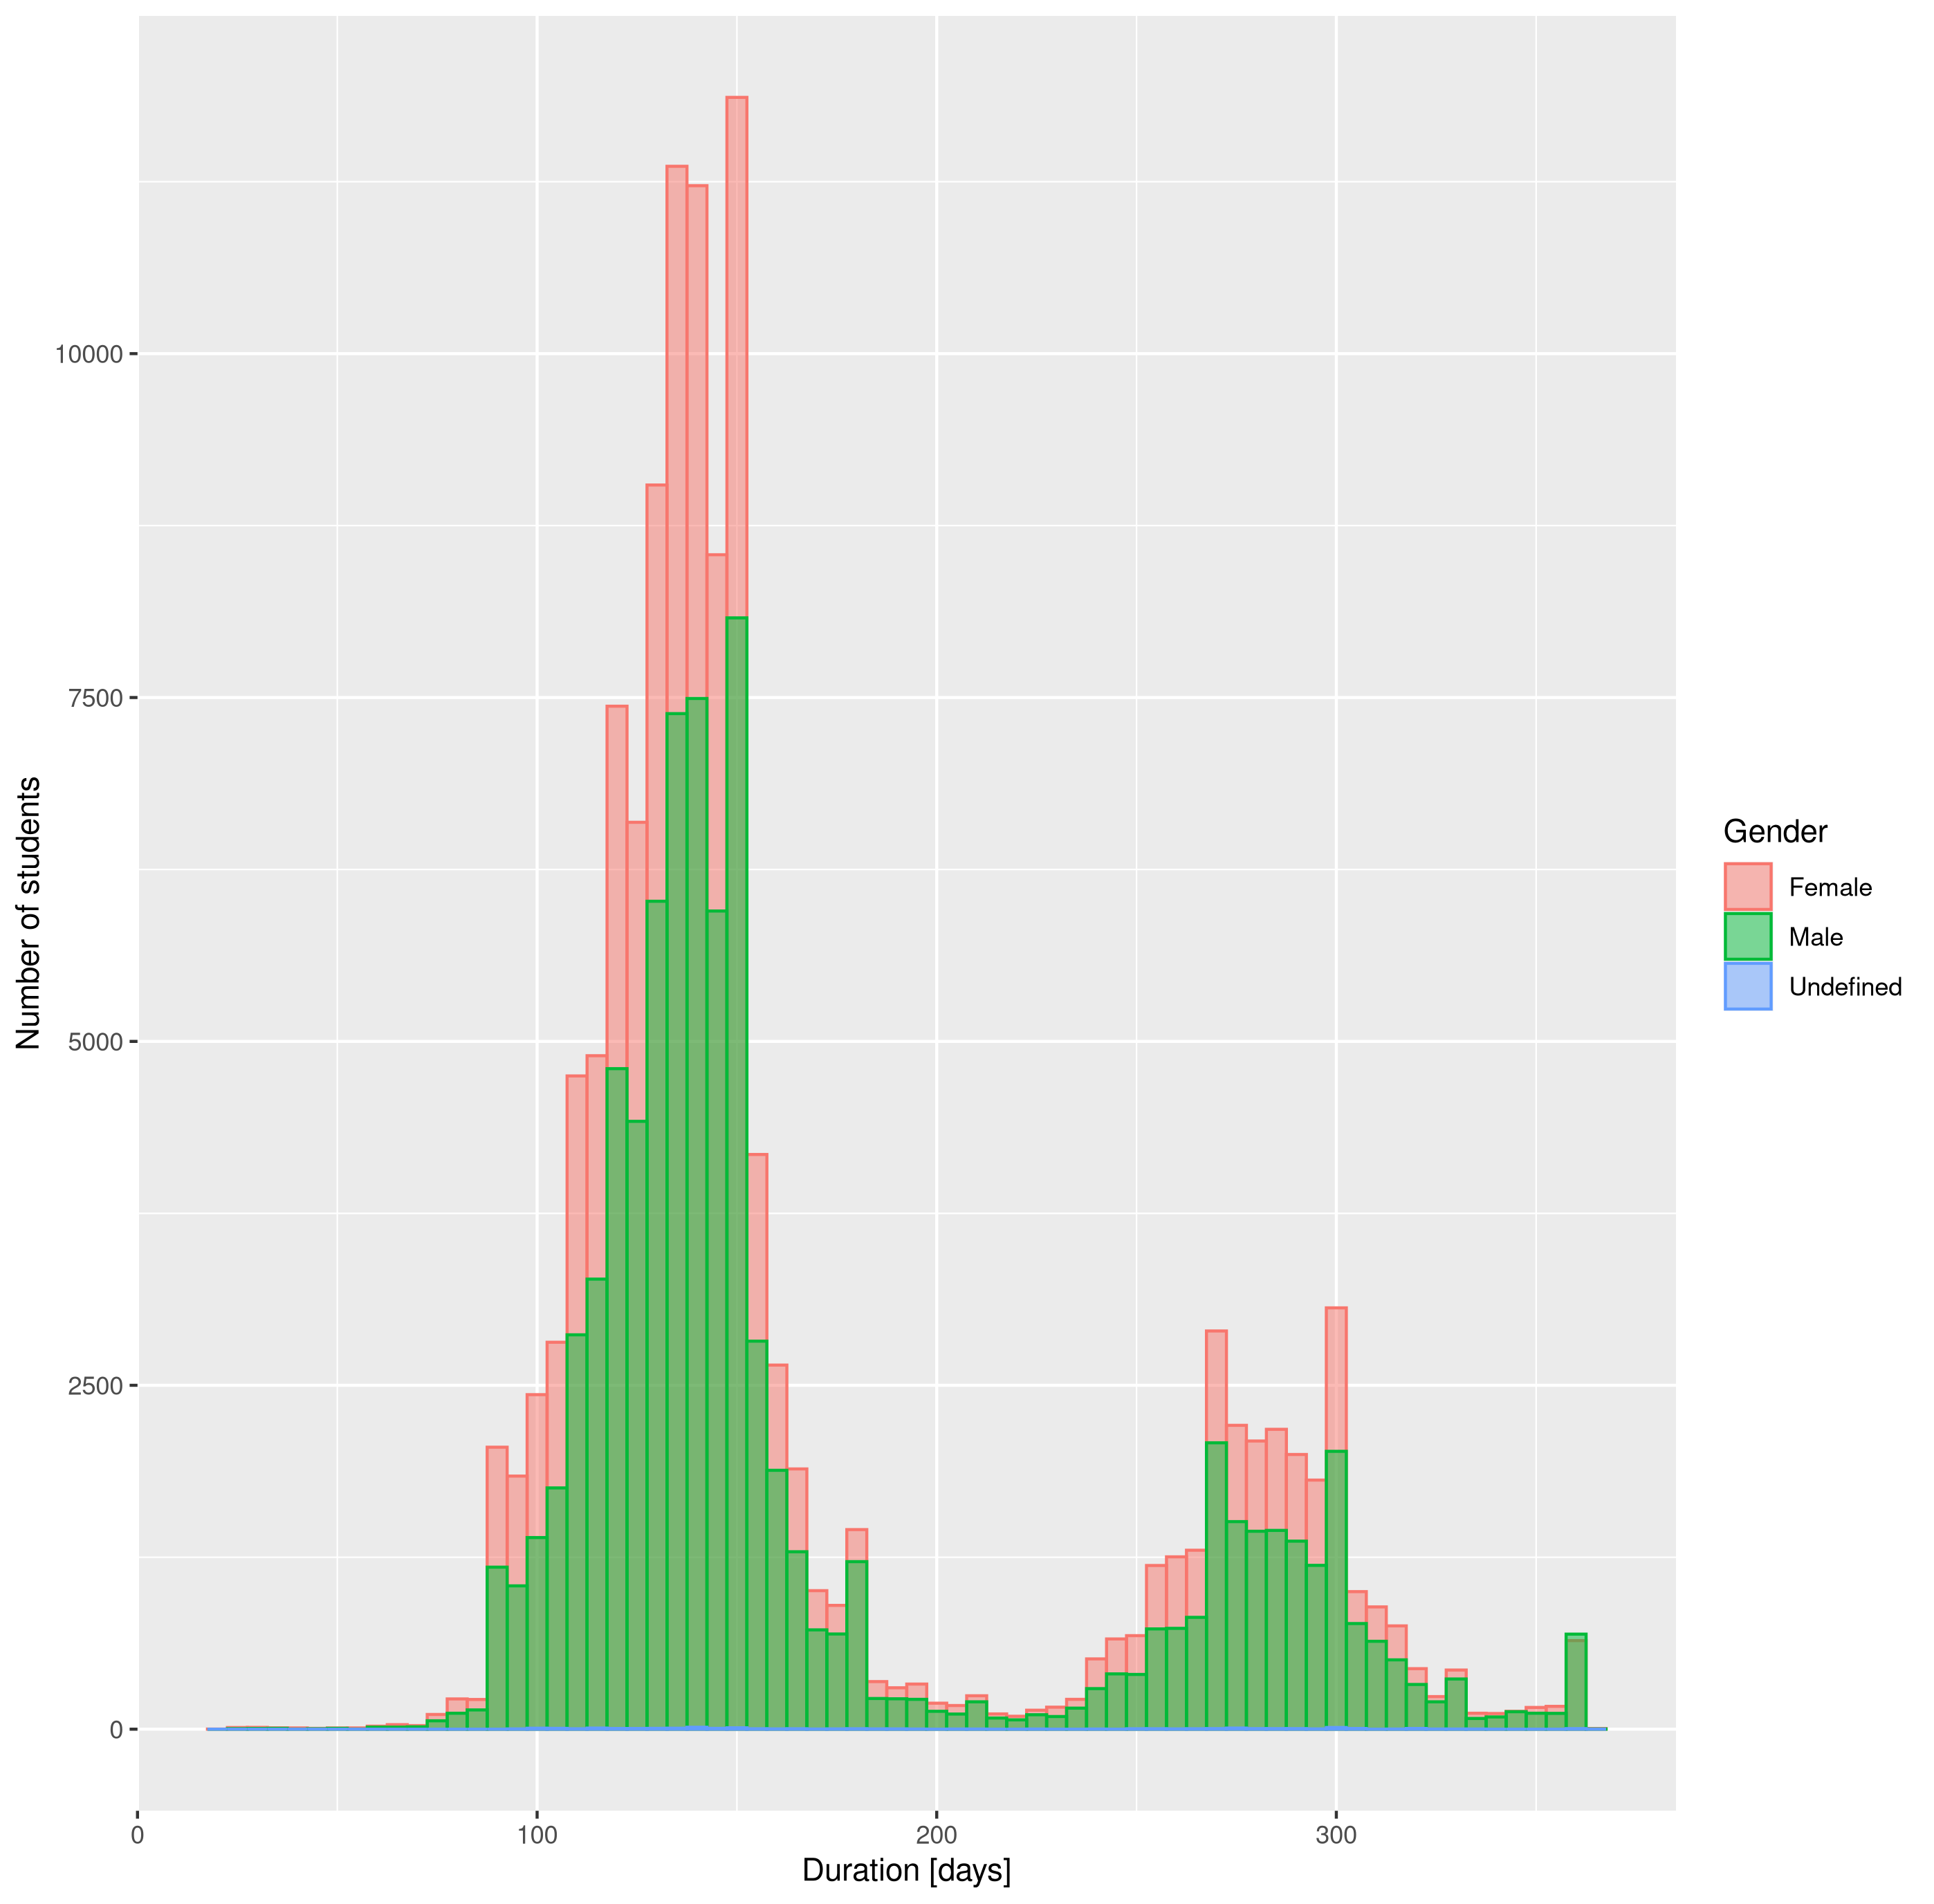 10000
7500
5000
2500
0
0
100
200
300
Duration [days]
Number of students
Gender
Female
Male
Undefined